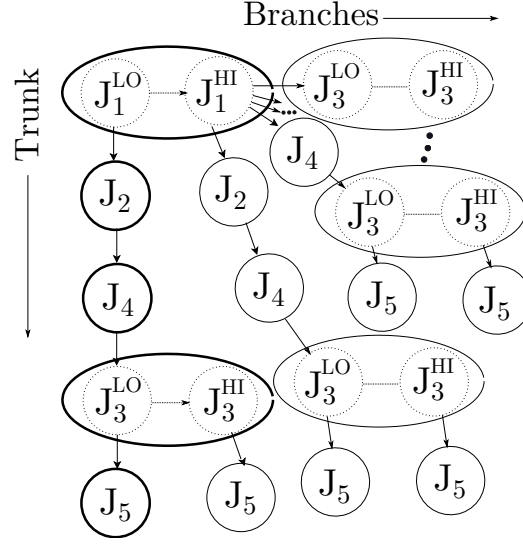 Branches
Trunk
J₁ᴸᴼ J₁ᴴᴵ J₃ᴸᴼ J₃ᴴᴵ
...
J₄
J₂ J₂ J₃ᴸᴼ J₃ᴴᴵ
J₄ J₄ J₅ J₅
J₃ᴸᴼ J₃ᴴᴵ J₃ᴸᴼ J₃ᴴᴵ
J₅ J₅ J₅ J₅